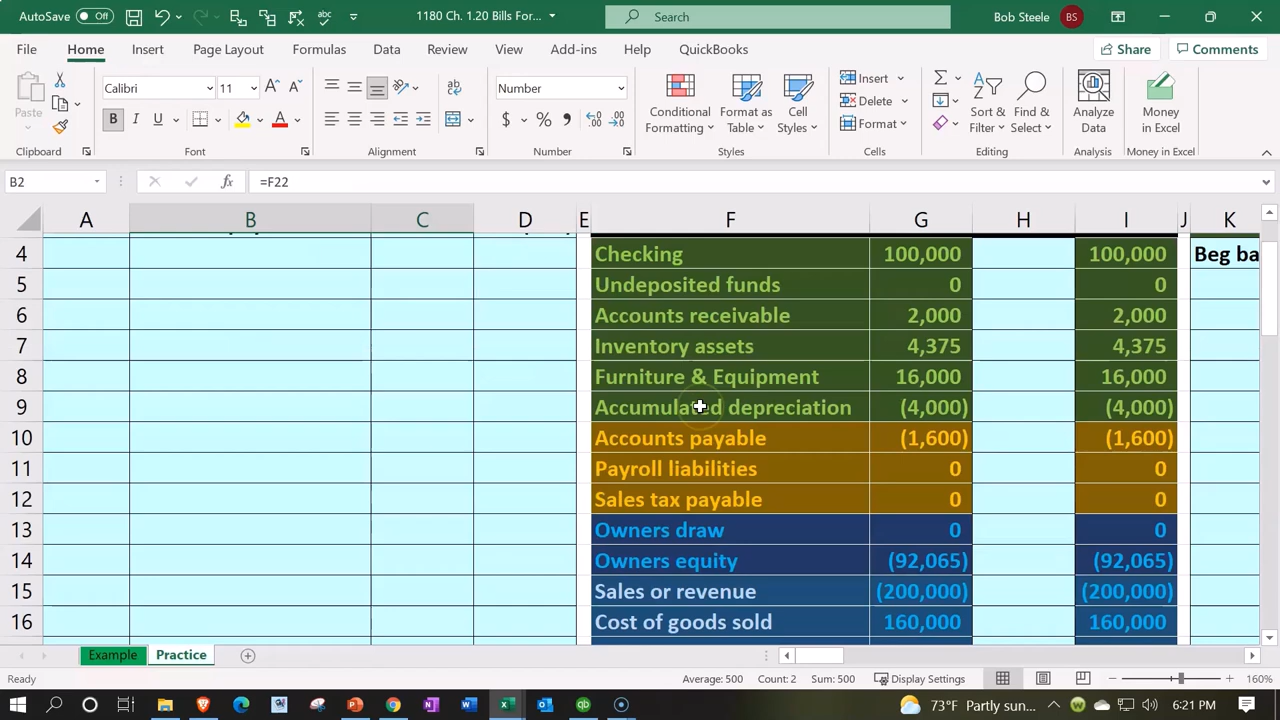 AutoSave Off 1180 Ch. 1.20 Bills For... Search Bob Steele BS
File Home Insert Page Layout Formulas Data Review View Add-ins Help QuickBooks Share Comments
Paste Calibri 11 Number Insert
Conditional Format as Cell Delete Sort & Find & Analyze Money
Formatting Table Styles Format Filter Select Data in Excel
Clipboard Font Alignment Number Styles Cells Editing Analysis Money in Excel
B2 fx =F22
A B C D E F G H I J K
4 Checking 100,000 100,000 Beg ba
5 Undeposited funds 0 0
6 Accounts receivable 2,000 2,000
7 Inventory assets 4,375 4,375
8 Furniture & Equipment 16,000 16,000
9 Accumulated depreciation (4,000) (4,000)
10 Accounts payable (1,600) (1,600)
11 Payroll liabilities 0 0
12 Sales tax payable 0 0
13 Owners draw 0 0
14 Owners equity (92,065) (92,065)
15 Sales or revenue (200,000) (200,000)
16 Cost of goods sold 160,000 160,000
Example Practice
Ready Average: 500 Count: 2 Sum: 500 Display Settings 160%
73°F Partly sun... 6:21 PM